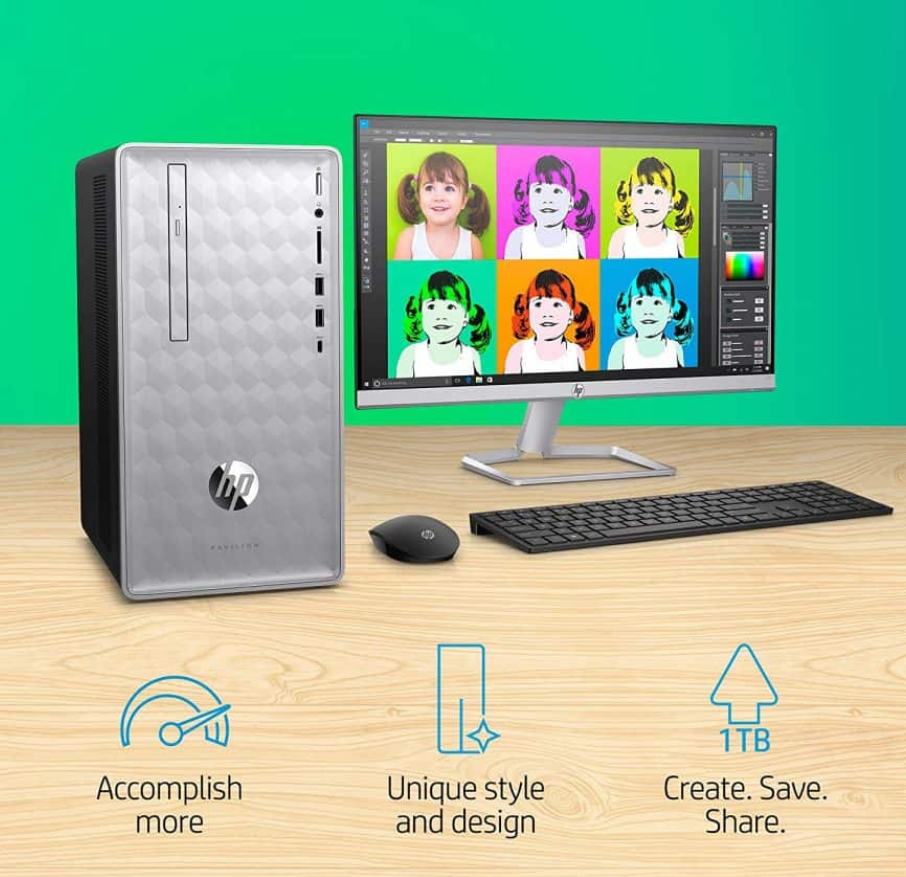 hp
hp
PAVILION
hp
Accomplish
more
Unique style
and design
1TB
Create. Save.
Share.